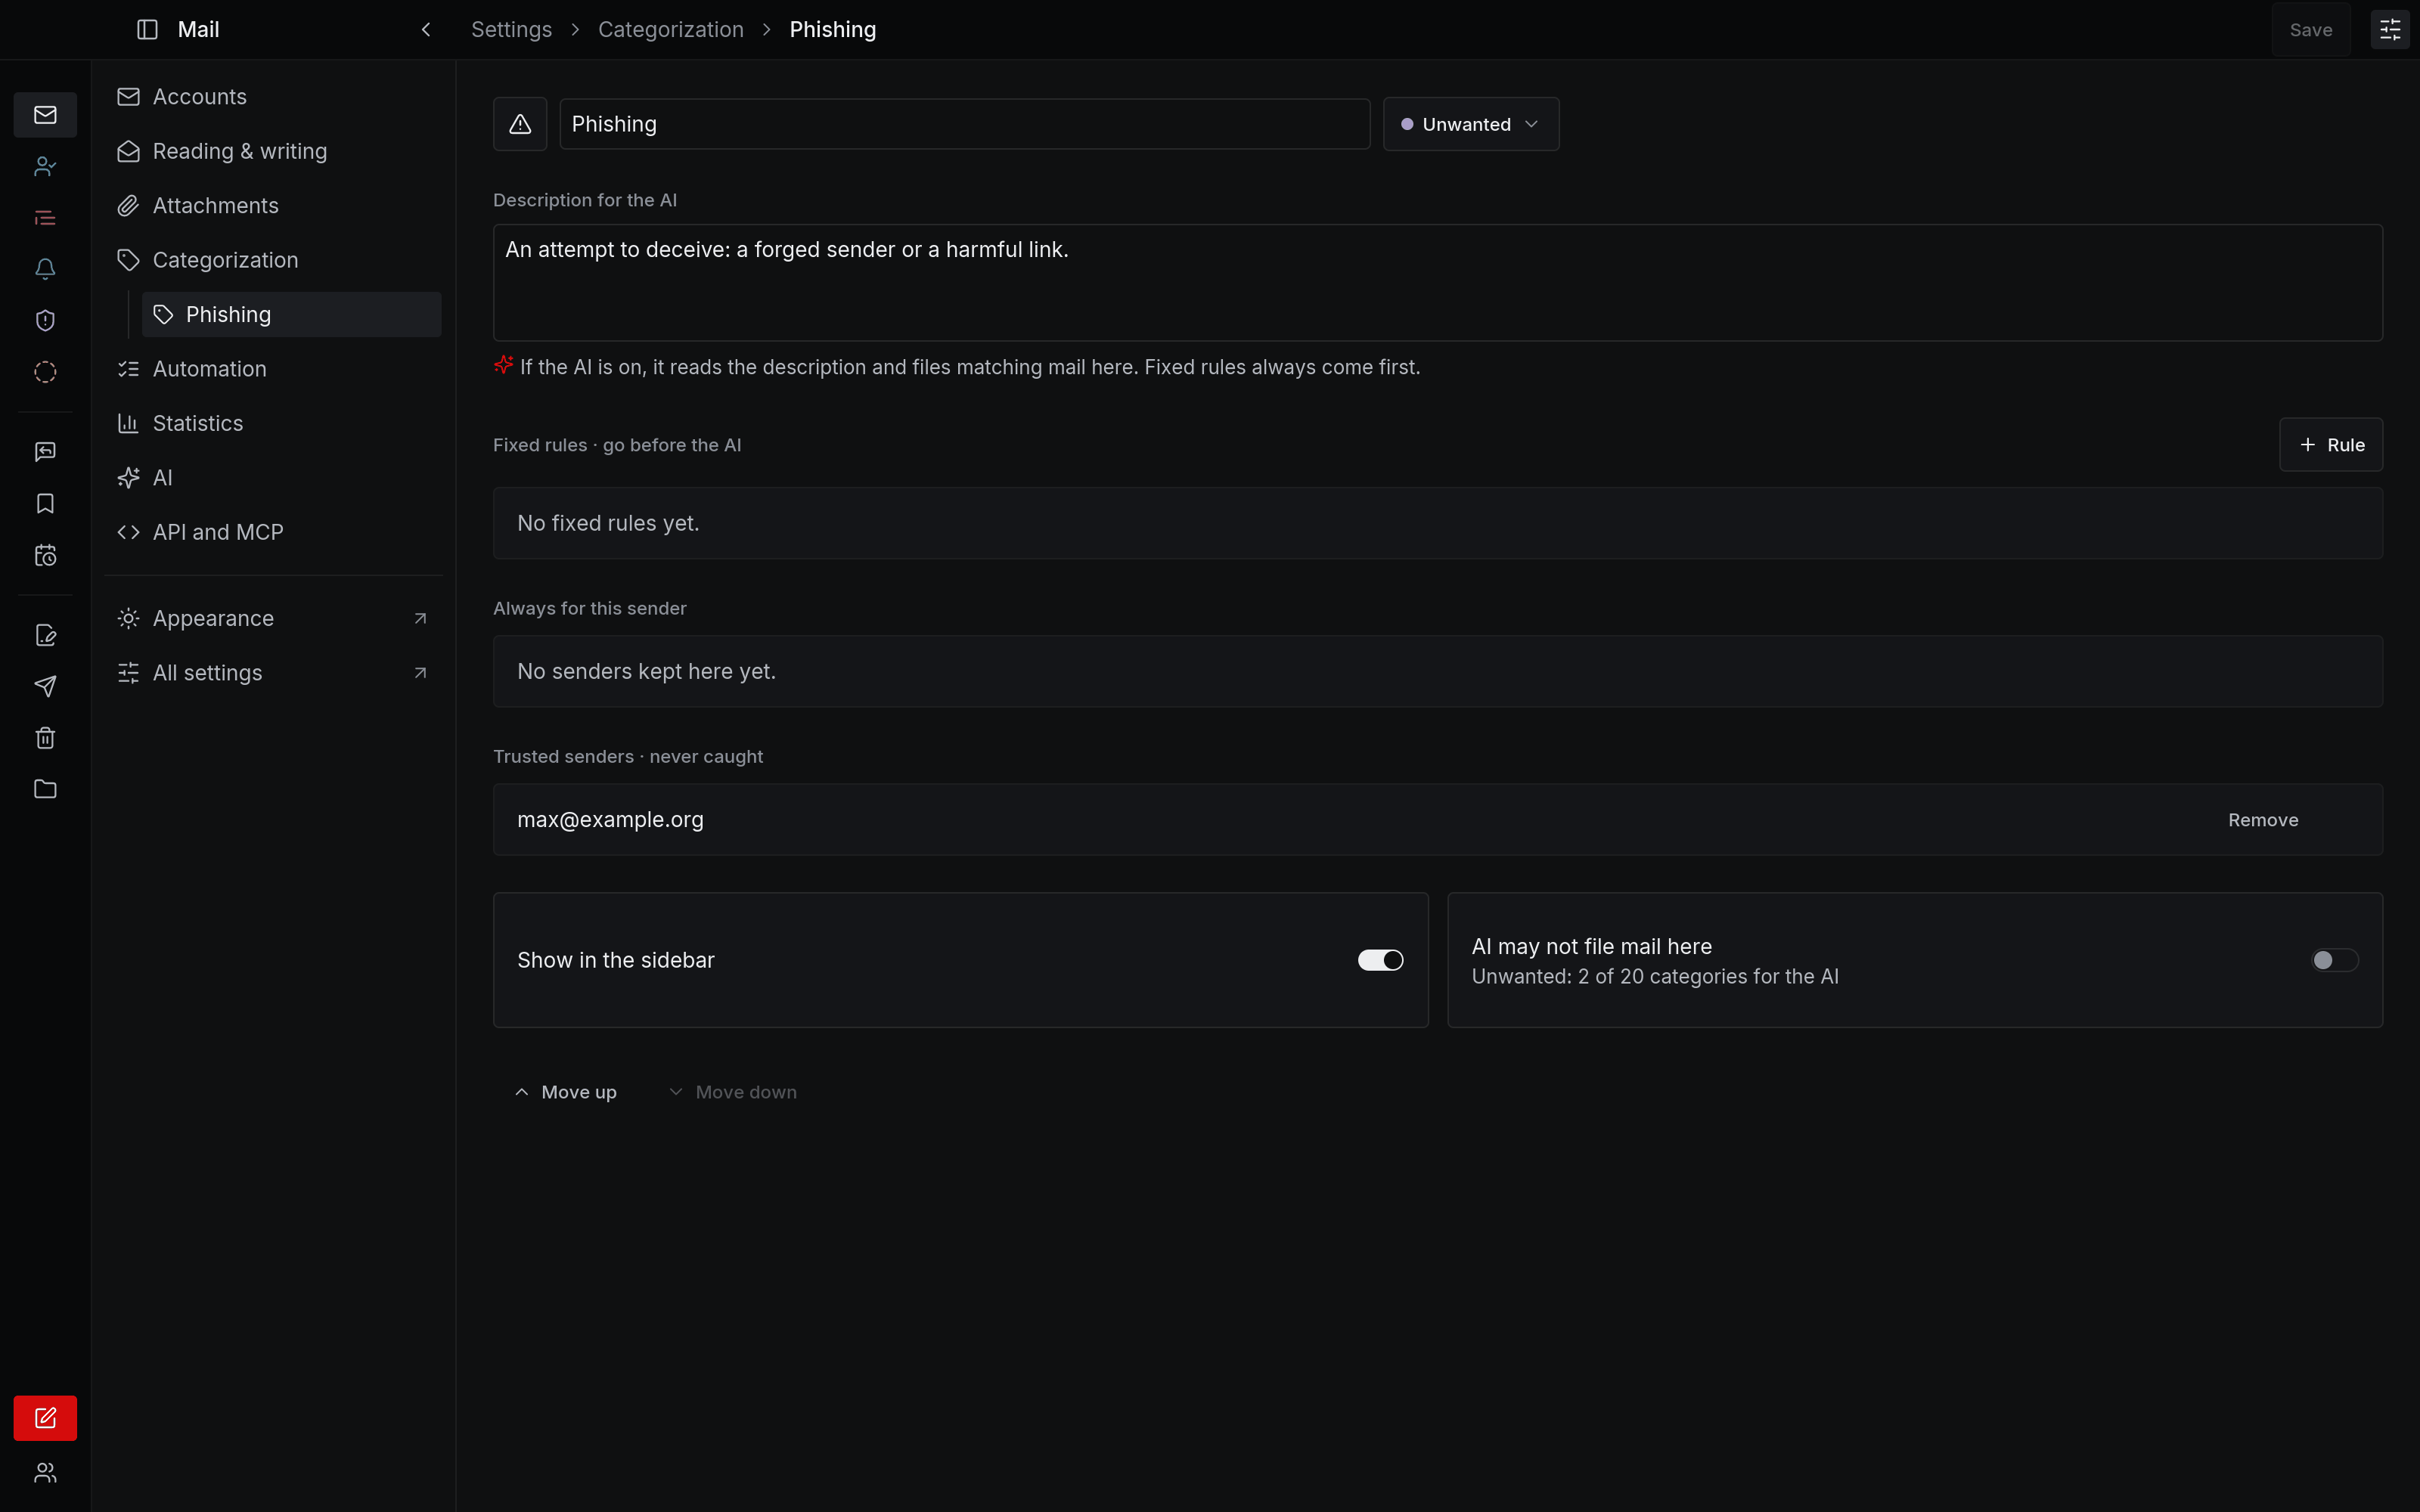 Mail
Settings > Categorization > Phishing
Save
Accounts
Reading & writing
Attachments
Categorization
Phishing
Automation
Statistics
AI
API and MCP
Appearance
All settings
Phishing
Unwanted
Description for the AI
An attempt to deceive: a forged sender or a harmful link.
If the AI is on, it reads the description and files matching mail here. Fixed rules always come first.
Fixed rules · go before the AI
Rule
No fixed rules yet.
Always for this sender
No senders kept here yet.
Trusted senders · never caught
max@example.org
Remove
Show in the sidebar
AI may not file mail here
Unwanted: 2 of 20 categories for the AI
Move up
Move down